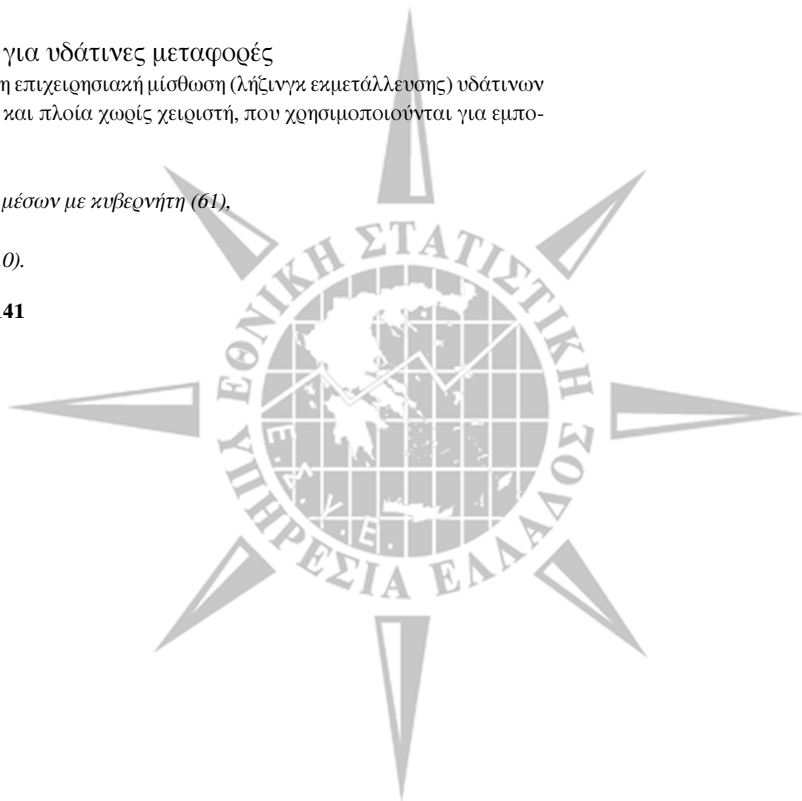 για υδάτινες μεταφορές
η επιχειρησιακή μίσθωση (λήζινγκ εκμετάλλευσης) υδάτινων
και πλοία χωρίς χειριστή, που χρησιμοποιούνται για εμπο-
μέσων με κυβερνήτη (61),
0).
41
ΕΘΝΙΚΗ ΣΤΑΤΙΣΤΙΚΗ
ΥΠΗΡΕΣΙΑ ΕΛΛΑΔΟΣ
Ε.Σ.Υ.Ε.